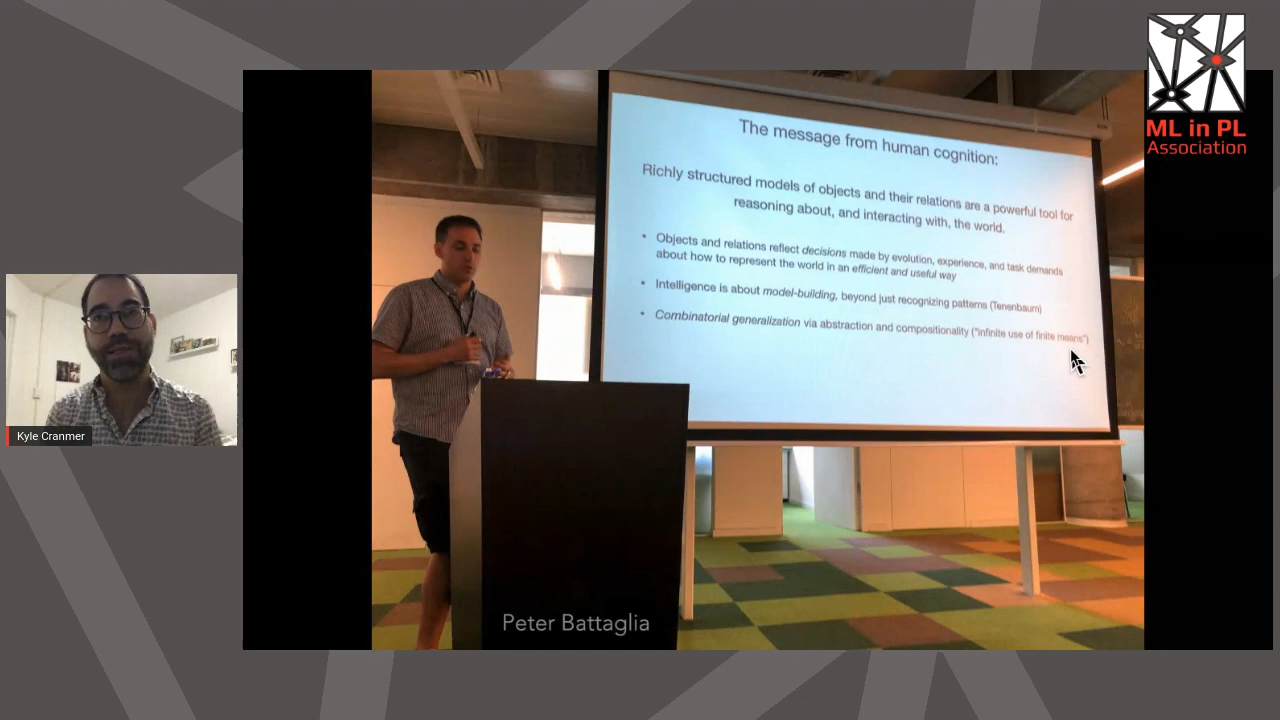 ML in PL
Association
The message from human cognition:
Richly structured models of objects and their relations are a powerful tool for
reasoning about, and interacting with, the world.
• Objects and relations reflect decisions made by evolution, experience, and task demands
about how to represent the world in an efficient and useful way
• Intelligence is about model-building, beyond just recognizing patterns (Tenenbaum)
• Combinatorial generalization via abstraction and compositionality ("infinite use of finite means")
Kyle Cranmer
Peter Battaglia